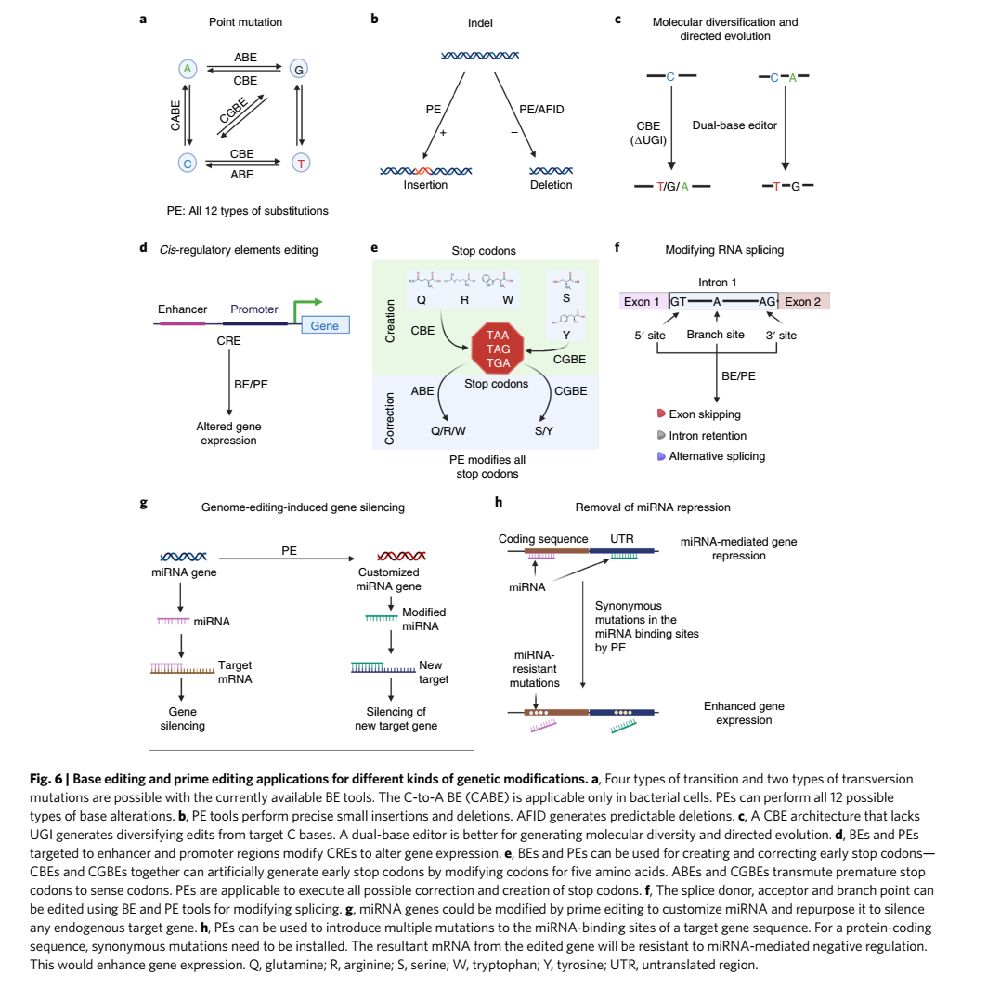 a
Point mutation
A
G
C
T
ABE
CBE
CABE
CGBE
CBE
ABE
PE: All 12 types of substitutions
b
Indel
PE
PE/AFID
+
–
Insertion
Deletion
c
Molecular diversification and
directed evolution
C
C A
CBE
(ΔUGI)
Dual-base editor
T/G/A
T G
d
Cis-regulatory elements editing
Enhancer
Promoter
Gene
CRE
BE/PE
Altered gene
expression
e
Stop codons
Creation
Q R W
S
Y
CBE
CGBE
TAA
TAG
TGA
Stop codons
Correction
ABE
CGBE
Q/R/W
S/Y
PE modifies all
stop codons
f
Modifying RNA splicing
Intron 1
Exon 1
GT
A
AG
Exon 2
5′ site
Branch site
3′ site
BE/PE
Exon skipping
Intron retention
Alternative splicing
g
Genome-editing-induced gene silencing
PE
miRNA gene
Customized
miRNA gene
miRNA
Modified
miRNA
Target
mRNA
New
target
Gene
silencing
Silencing of
new target gene
h
Removal of miRNA repression
Coding sequence
UTR
miRNA-mediated gene
repression
miRNA
Synonymous
mutations in the
miRNA binding sites
by PE
miRNA-
resistant
mutations
Enhanced gene
expression
Fig. 6 | Base editing and prime editing applications for different kinds of genetic modifications. a, Four types of transition and two types of transversion
mutations are possible with the currently available BE tools. The C-to-A BE (CABE) is applicable only in bacterial cells. PEs can perform all 12 possible
types of base alterations. b, PE tools perform precise small insertions and deletions. AFID generates predictable deletions. c, A CBE architecture that lacks
UGI generates diversifying edits from target C bases. A dual-base editor is better for generating molecular diversity and directed evolution. d, BEs and PEs
targeted to enhancer and promoter regions modify CREs to alter gene expression. e, BEs and PEs can be used for creating and correcting early stop codons—
CBEs and CGBEs together can artificially generate early stop codons by modifying codons for five amino acids. ABEs and CGBEs transmute premature stop
codons to sense codons. PEs are applicable to execute all possible correction and creation of stop codons. f, The splice donor, acceptor and branch point can
be edited using BE and PE tools for modifying splicing. g, miRNA genes could be modified by prime editing to customize miRNA and repurpose it to silence
any endogenous target gene. h, PEs can be used to introduce multiple mutations to the miRNA-binding sites of a target gene sequence. For a protein-coding
sequence, synonymous mutations need to be installed. The resultant mRNA from the edited gene will be resistant to miRNA-mediated negative regulation.
This would enhance gene expression. Q, glutamine; R, arginine; S, serine; W, tryptophan; Y, tyrosine; UTR, untranslated region.